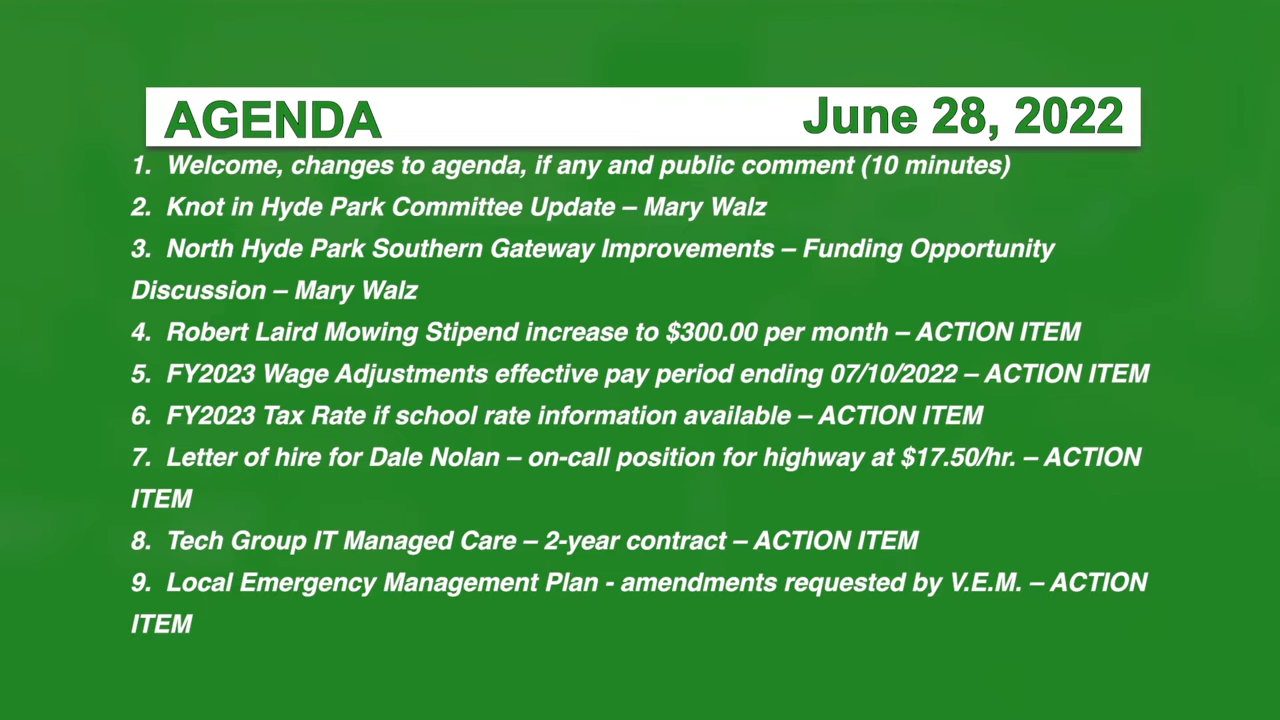 AGENDA June 28, 2022
1. Welcome, changes to agenda, if any and public comment (10 minutes)
2. Knot in Hyde Park Committee Update – Mary Walz
3. North Hyde Park Southern Gateway Improvements – Funding Opportunity
Discussion – Mary Walz
4. Robert Laird Mowing Stipend increase to $300.00 per month – ACTION ITEM
5. FY2023 Wage Adjustments effective pay period ending 07/10/2022 – ACTION ITEM
6. FY2023 Tax Rate if school rate information available – ACTION ITEM
7. Letter of hire for Dale Nolan – on-call position for highway at $17.50/hr. – ACTION
ITEM
8. Tech Group IT Managed Care – 2-year contract – ACTION ITEM
9. Local Emergency Management Plan - amendments requested by V.E.M. – ACTION
ITEM